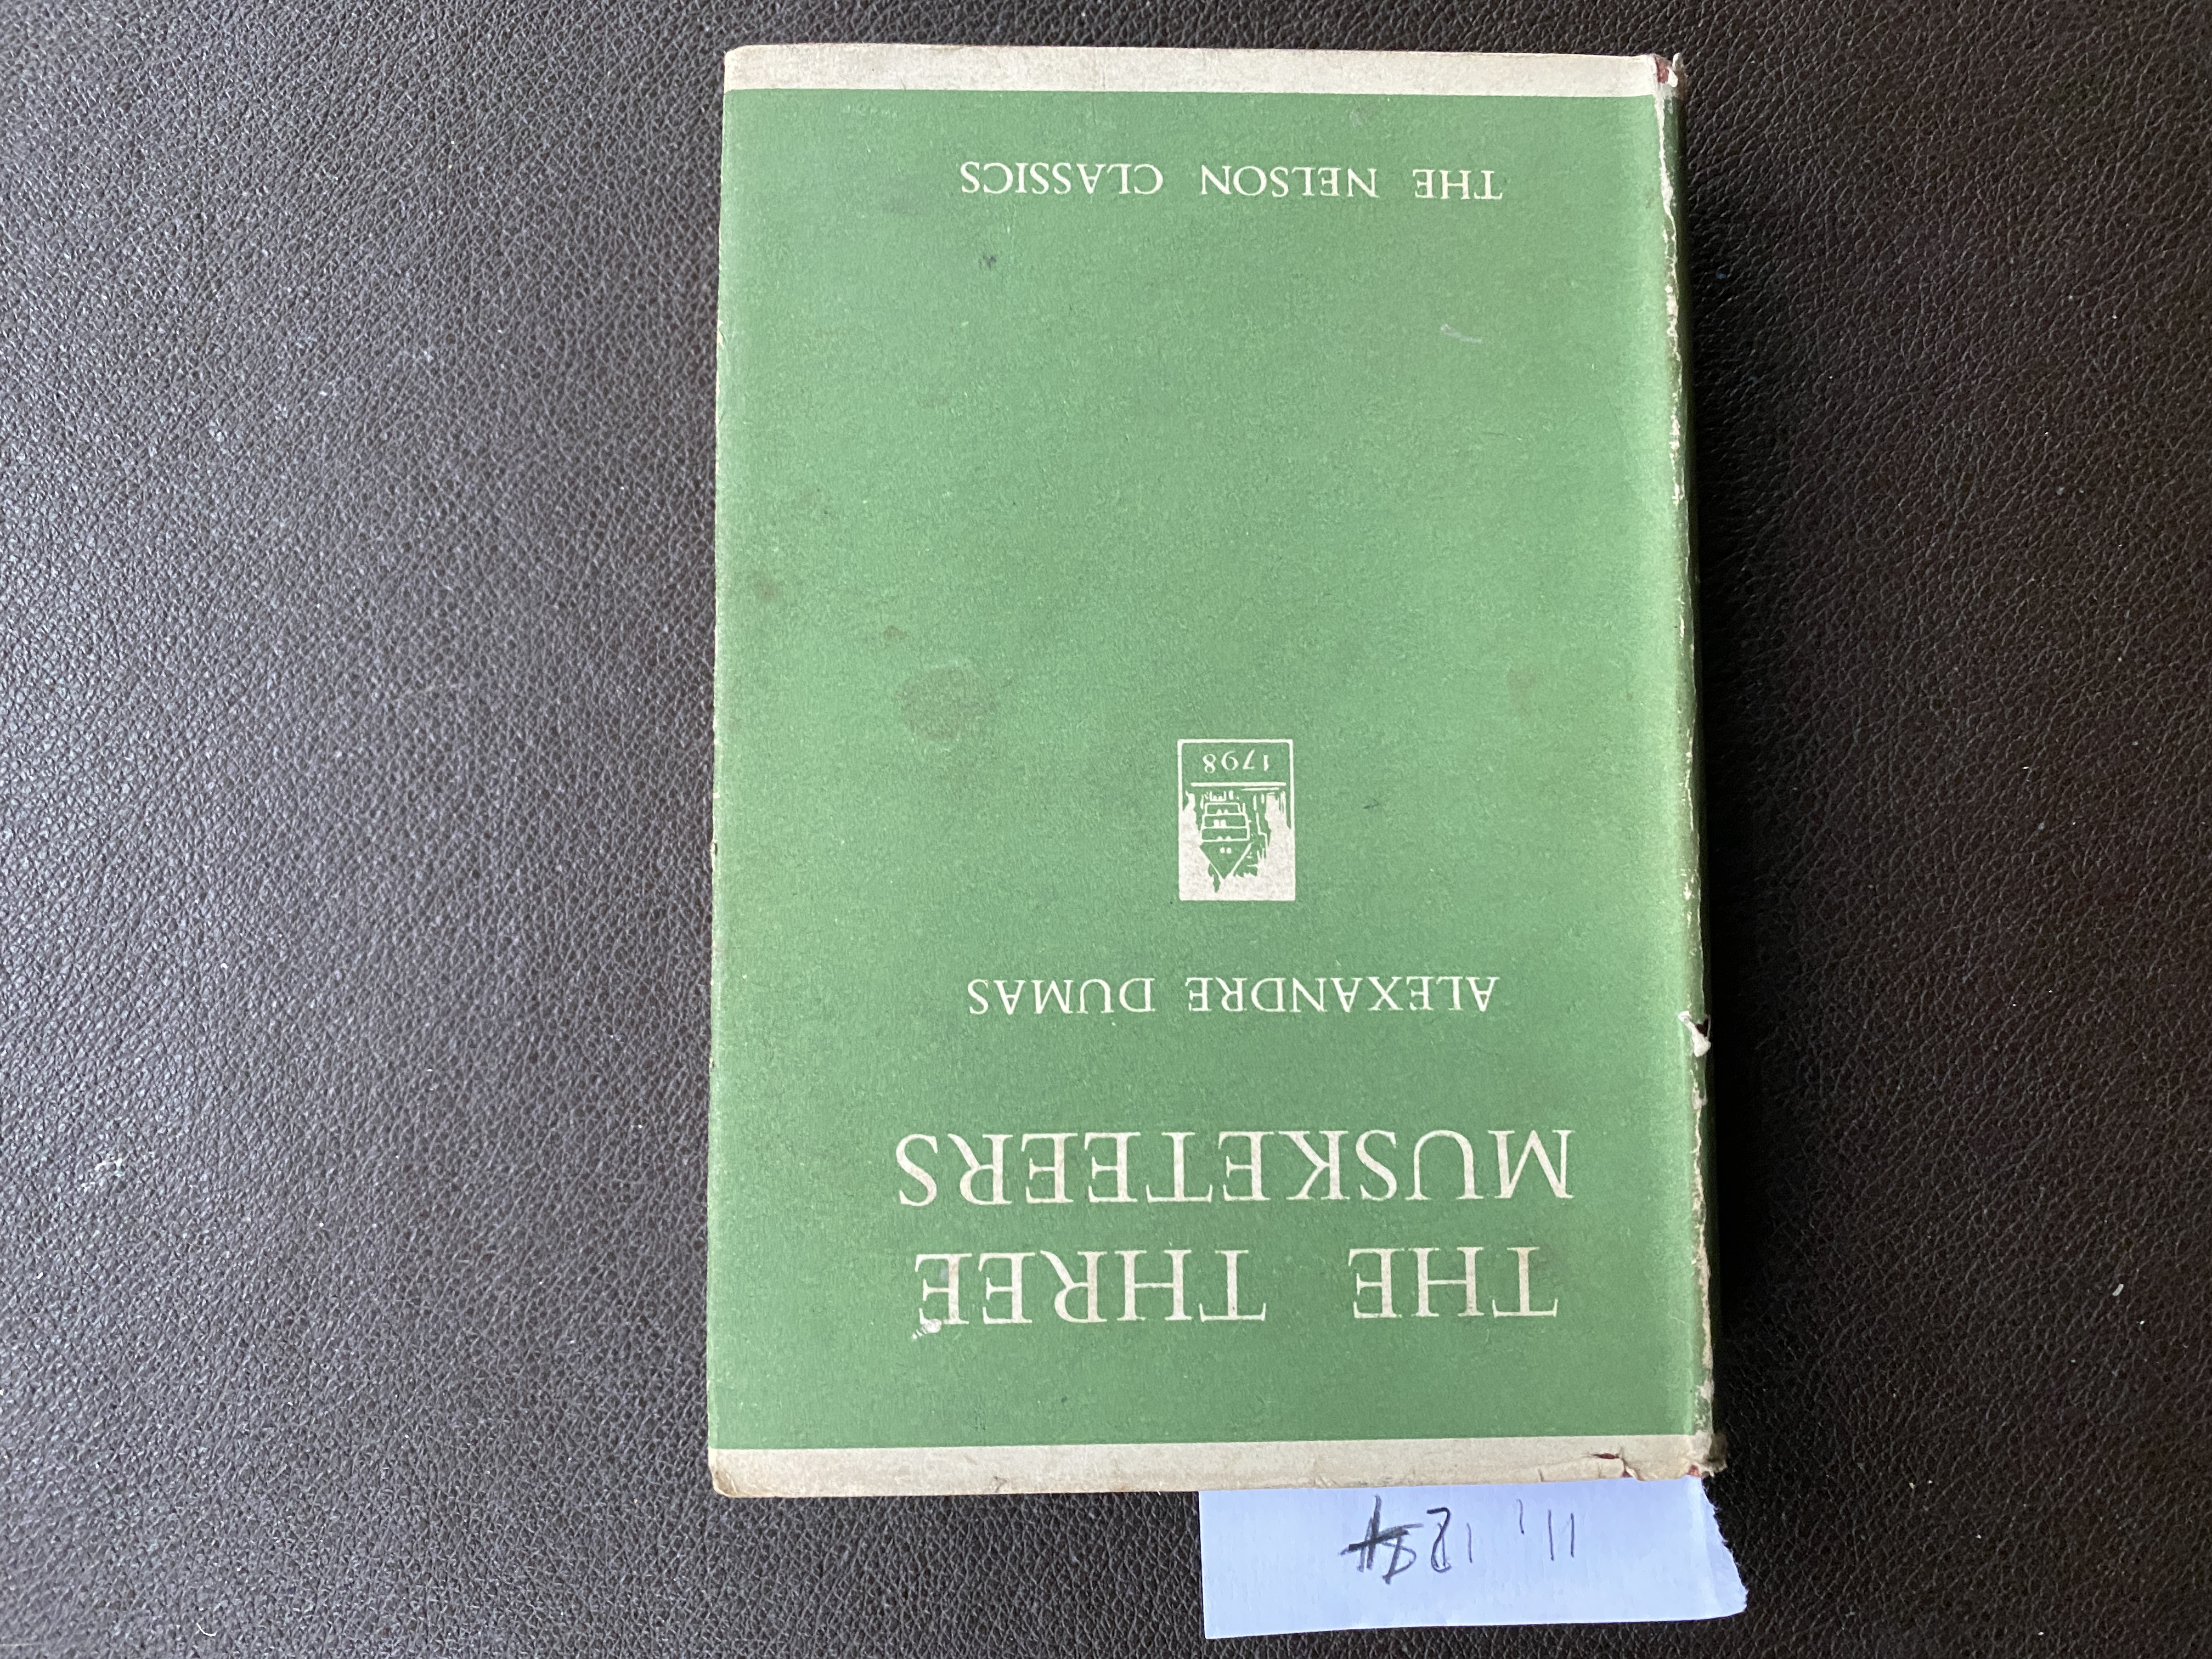 THE THREE
MUSKETEERS
ALEXANDRE DUMAS
1798
THE NELSON CLASSICS